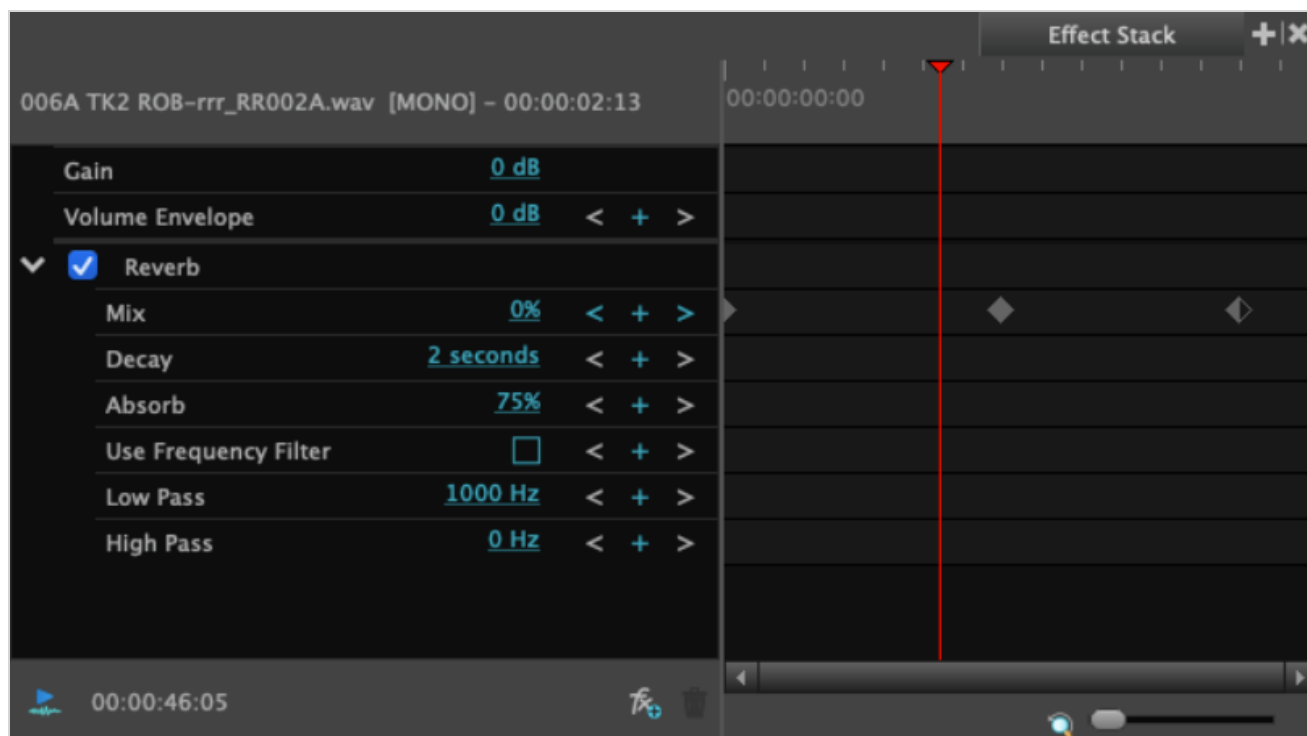 Effect Stack
006A TK2 ROB-rrr_RR002A.wav [MONO] - 00:00:02:13
00:00:00:00
Gain 0 dB
Volume Envelope 0 dB < + >
Reverb
Mix 0% < + >
Decay 2 seconds < + >
Absorb 75% < + >
Use Frequency Filter < + >
Low Pass 1000 Hz < + >
High Pass 0 Hz < + >
00:00:46:05 fx